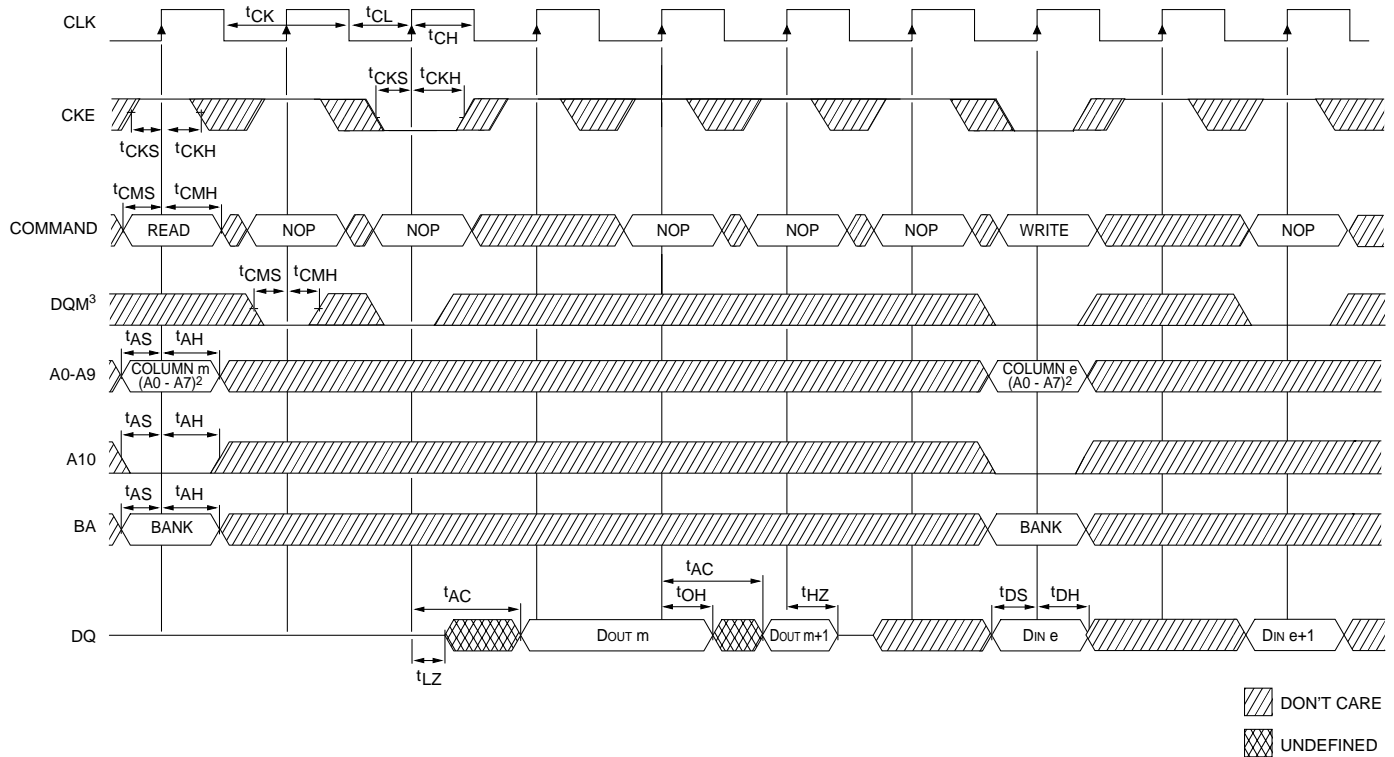 CLK
tCK
tCL
tCH
tCKS
tCKH
CKE
tCKS
tCKH
tCMS
tCMH
COMMAND
READ
NOP
NOP
NOP
NOP
NOP
WRITE
NOP
tCMS
tCMH
DQM³
tAS
tAH
A0-A9
COLUMN m
(A0 - A7)²
COLUMN e
(A0 - A7)²
tAS
tAH
A10
tAS
tAH
BA
BANK
BANK
tAC
tAC
tOH
tHZ
tDS
tDH
DQ
DOUT m
DOUT m+1
DIN e
DIN e+1
tLZ
DON'T CARE
UNDEFINED